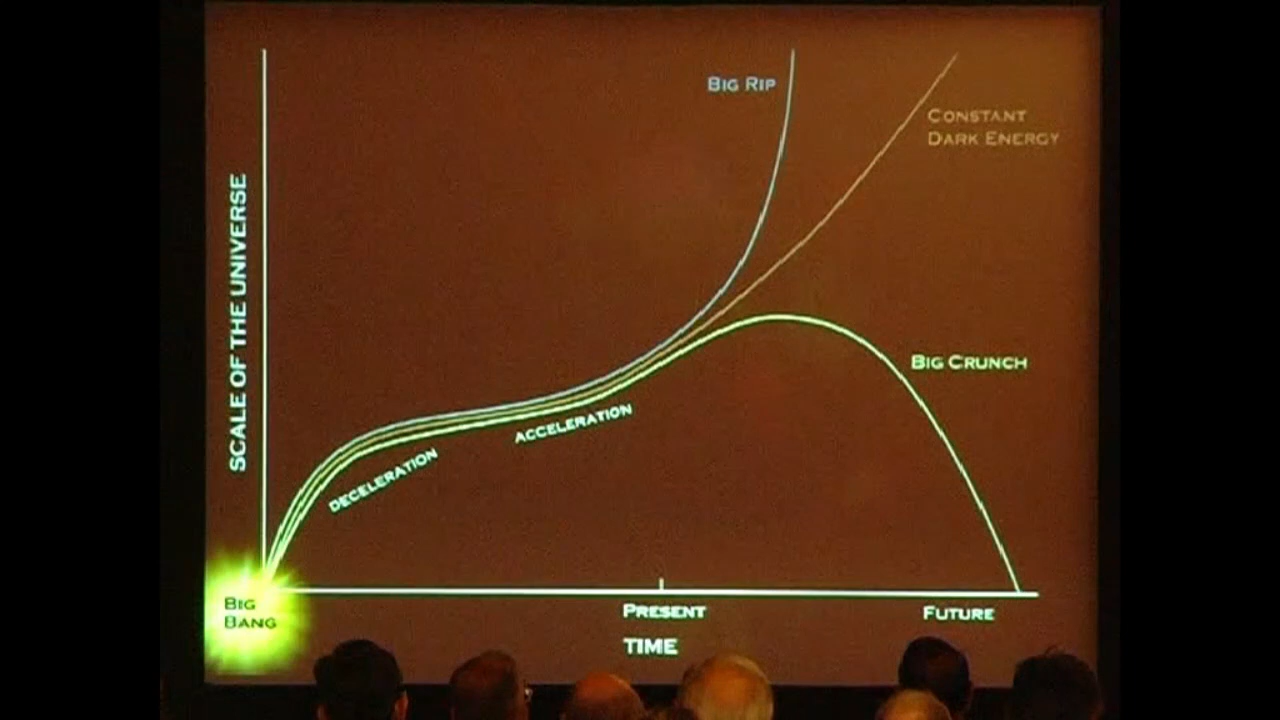 BIG RIP
CONSTANT
DARK ENERGY
SCALE OF THE UNIVERSE
BIG CRUNCH
ACCELERATION
DECELERATION
BIG
BANG
PRESENT
FUTURE
TIME